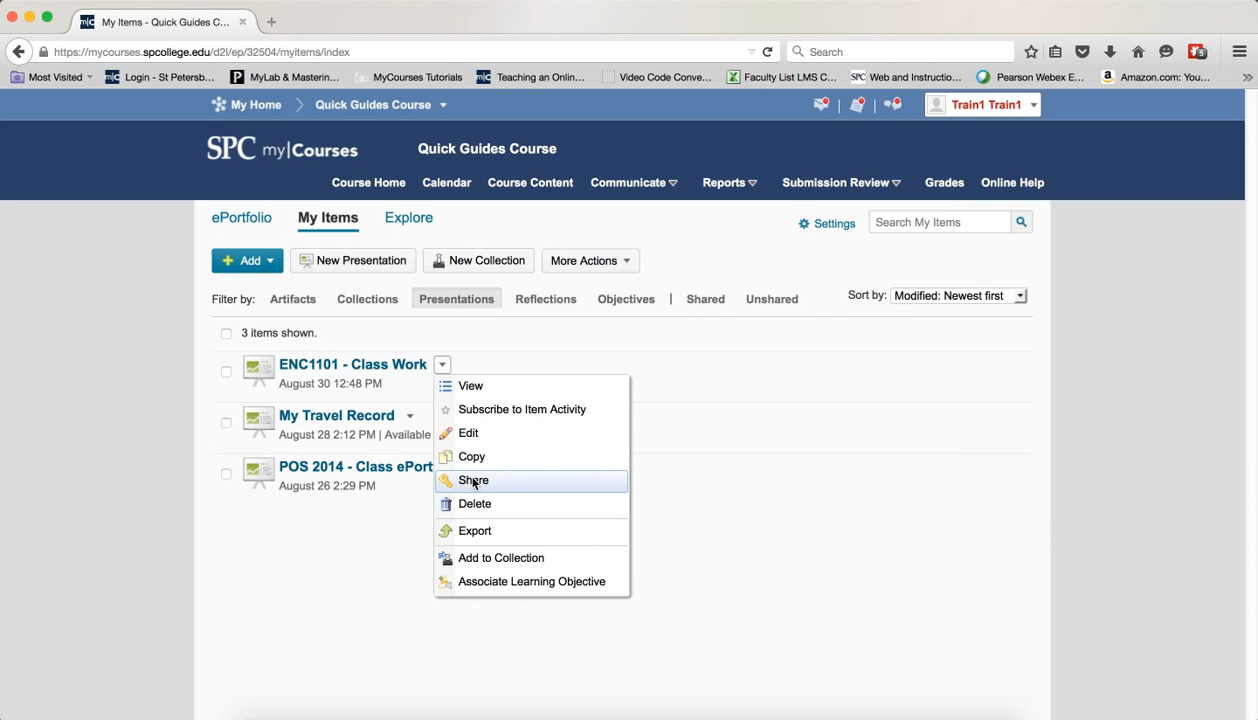 My Items - Quick Guides C...
https://mycourses.spcollege.edu/d2l/ep/32504/myitems/index
Search
Most Visited
Login - St Petersb...
MyLab & Mastering...
MyCourses Tutorials
Teaching an Onlin...
Video Code Conve...
Faculty List LMS C...
Web and Instructio...
Pearson Webex E...
Amazon.com: You...
My Home
Quick Guides Course
Train1 Train1
SPC my|Courses
Quick Guides Course
Course Home
Calendar
Course Content
Communicate
Reports
Submission Review
Grades
Online Help
ePortfolio
My Items
Explore
Settings
Search My Items
Add
New Presentation
New Collection
More Actions
Filter by:
Artifacts
Collections
Presentations
Reflections
Objectives
|
Shared
Unshared
Sort by:
Modified: Newest first
3 items shown.
ENC1101 - Class Work
August 30 12:48 PM
My Travel Record
August 28 2:12 PM | Available
POS 2014 - Class ePort
August 26 2:29 PM
View
Subscribe to Item Activity
Edit
Copy
Share
Delete
Export
Add to Collection
Associate Learning Objective